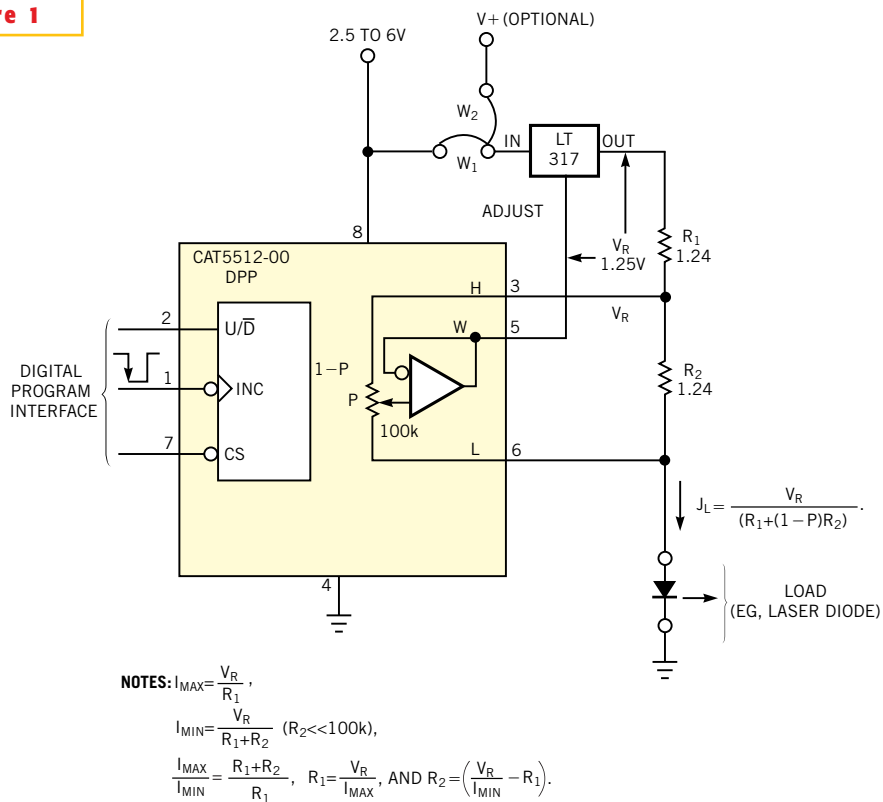 re 1
V+ (OPTIONAL)
2.5 TO 6V
W2
IN
LT
317
OUT
W1
ADJUST
R1
1.24
VR
1.25V
8
CAT5512-00
DPP
H
3
VR
2
U/D̅
W
5
DIGITAL
PROGRAM
INTERFACE
1
INC
1–P
P
R2
1.24
100k
7
CS
L
6
JL= VR
(R1+(1–P)R2) .
4
LOAD
(EG, LASER DIODE)
NOTES: IMAX= VR/R1 ,
IMIN= VR/R1+R2 (R2<<100k),
IMAX/IMIN = R1+R2/R1 , R1= VR/IMAX , AND R2=(VR/IMIN –R1).